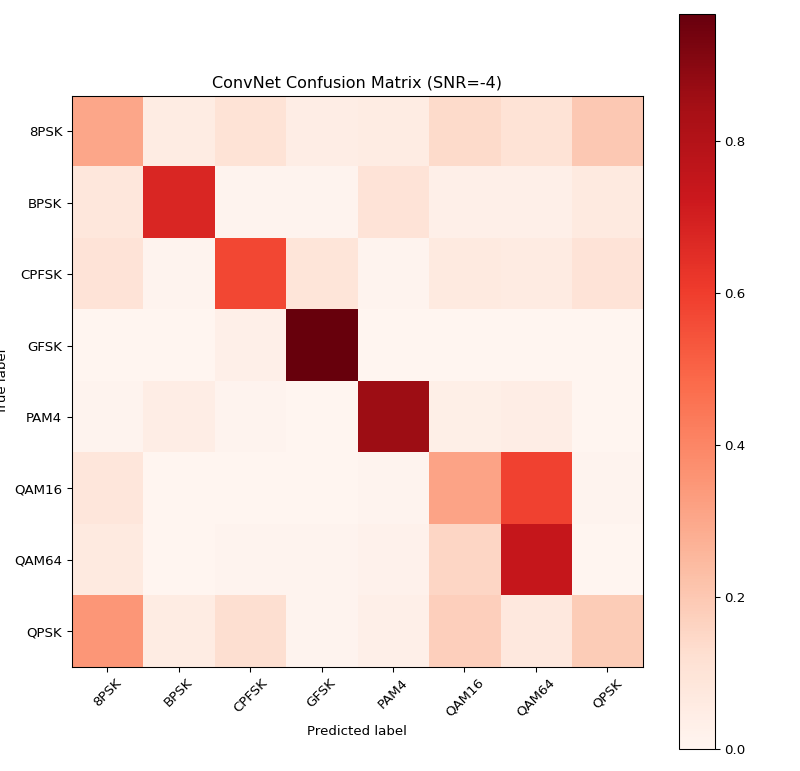 ConvNet Confusion Matrix (SNR=-4)
8PSK
BPSK
CPFSK
GFSK
PAM4
QAM16
QAM64
QPSK
8PSK
BPSK
CPFSK
GFSK
PAM4
QAM16
QAM64
QPSK
Predicted label
label
0.8
0.6
0.4
0.2
0.0